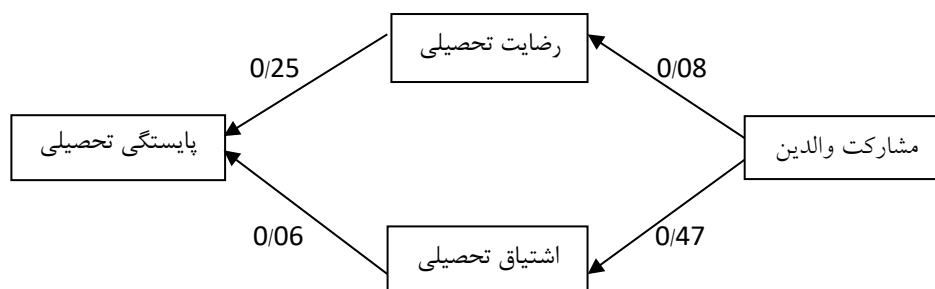 رضایت تحصیلی
0/25
0/08
پایستگی تحصیلی
مشارکت والدین
0/06
0/47
اشتیاق تحصیلی